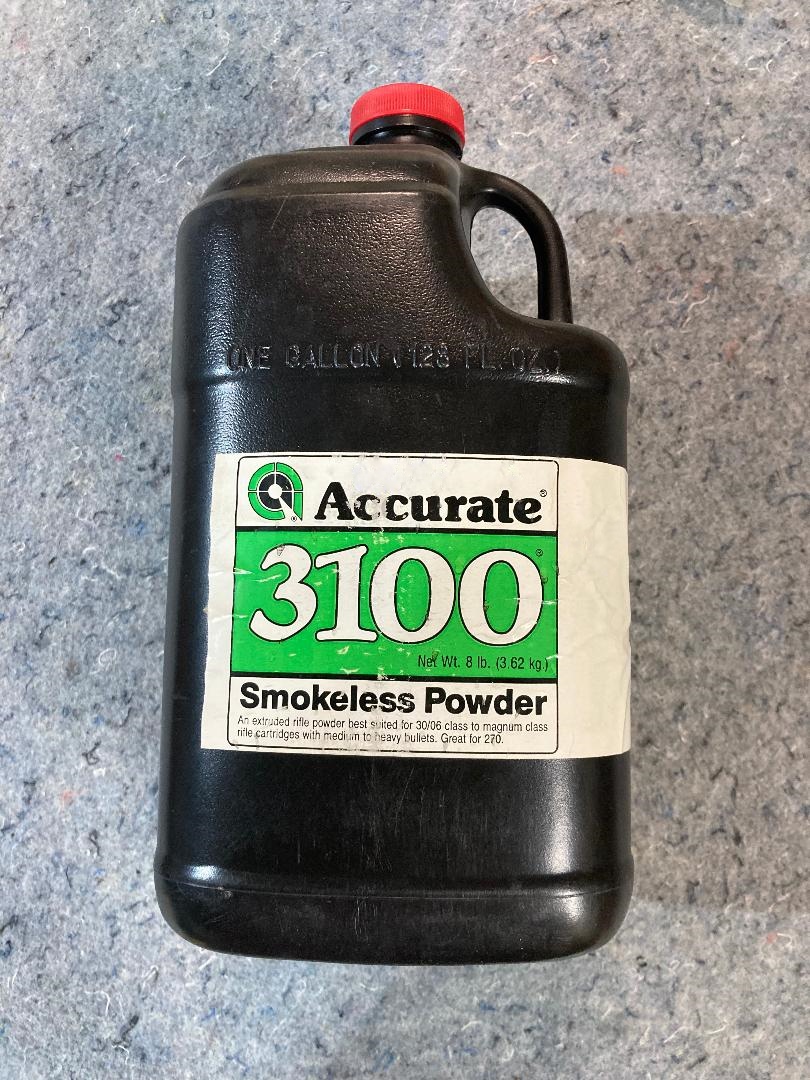 ONE GALLON (128 FL. OZ.)
Accurate®
3100®
Net Wt. 8 lb. (3.62 kg.)
Smokeless Powder
An extruded rifle powder best suited for 30/06 class to magnum class
rifle cartridges with medium to heavy bullets. Great for 270.